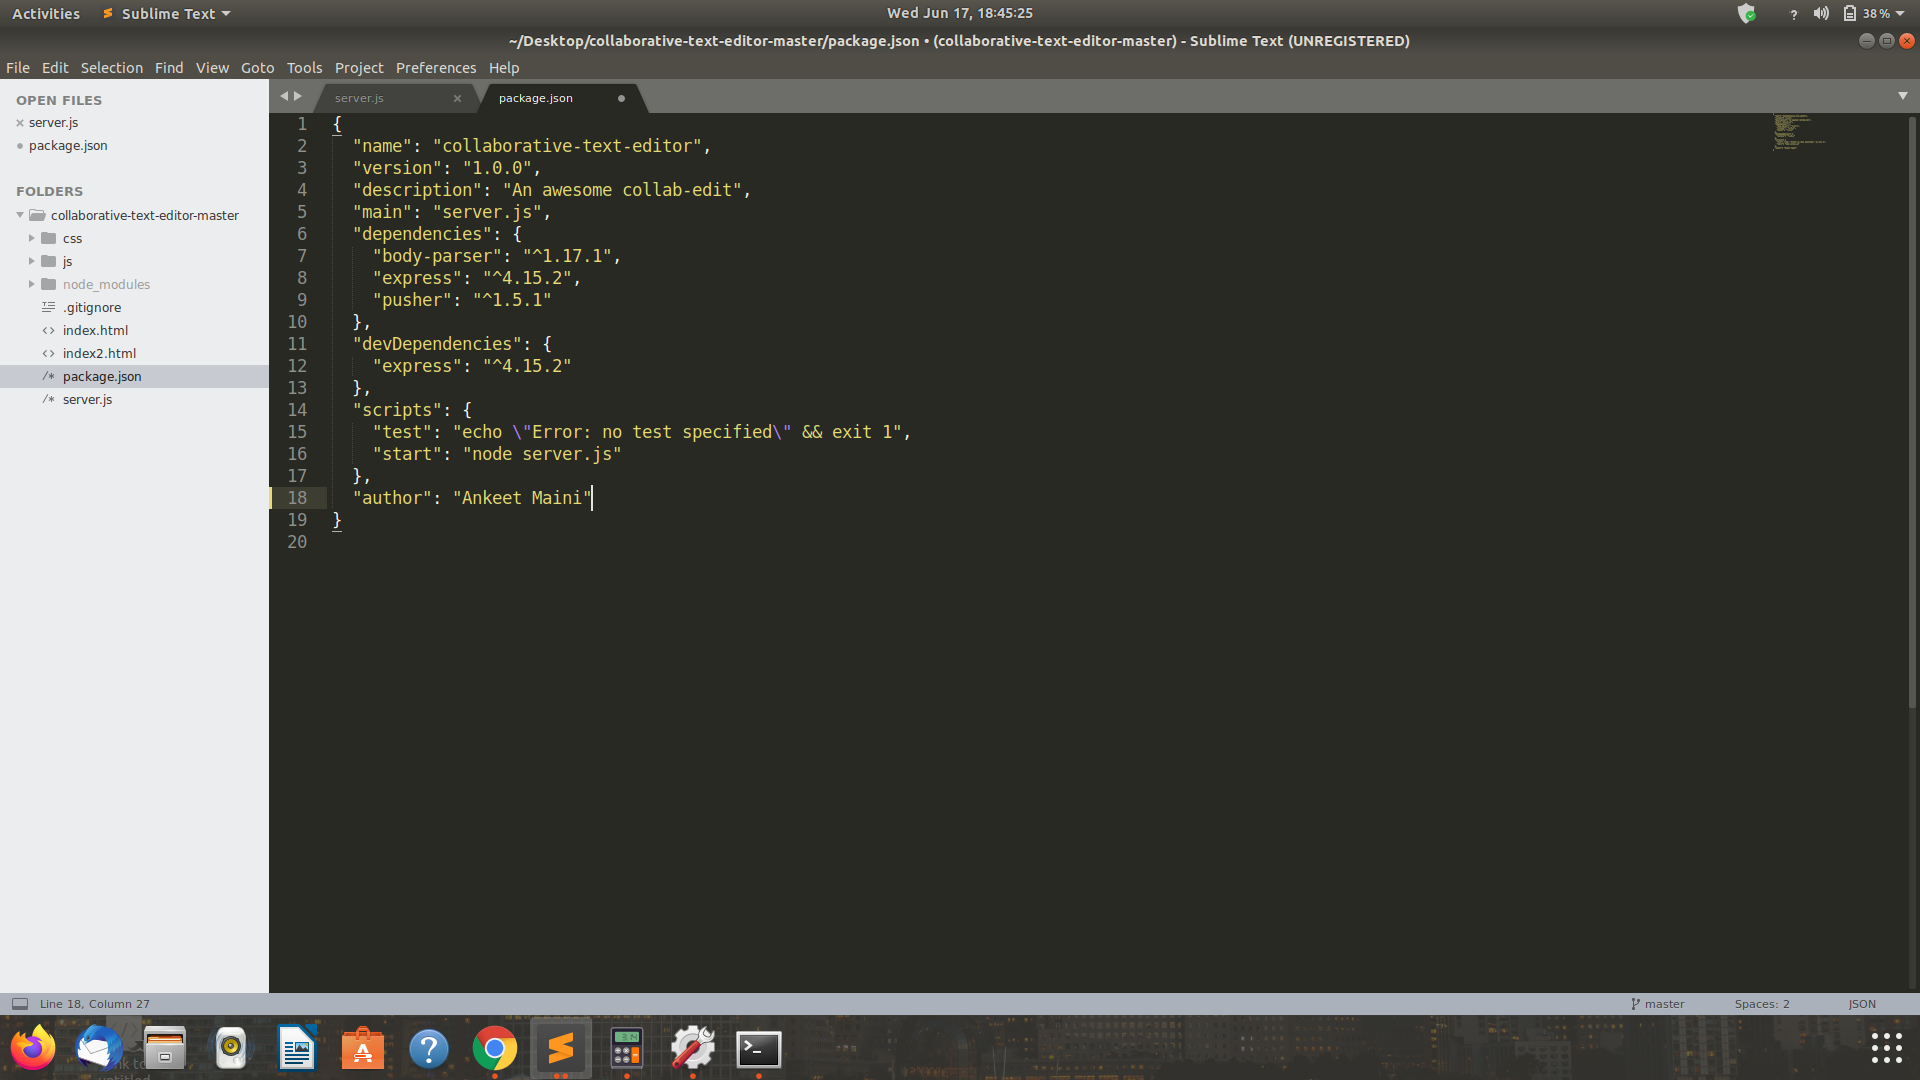 Activities Sublime Text Wed Jun 17, 18:45:25 ? 38 %
~/Desktop/collaborative-text-editor-master/package.json • (collaborative-text-editor-master) - Sublime Text (UNREGISTERED)
File Edit Selection Find View Goto Tools Project Preferences Help
OPEN FILES
server.js
package.json
FOLDERS
collaborative-text-editor-master
css
js
node_modules
.gitignore
index.html
index2.html
package.json
server.js
server.js package.json
1 {
2 "name": "collaborative-text-editor",
3 "version": "1.0.0",
4 "description": "An awesome collab-edit",
5 "main": "server.js",
6 "dependencies": {
7 "body-parser": "^1.17.1",
8 "express": "^4.15.2",
9 "pusher": "^1.5.1"
10 },
11 "devDependencies": {
12 "express": "^4.15.2"
13 },
14 "scripts": {
15 "test": "echo \"Error: no test specified\" && exit 1",
16 "start": "node server.js"
17 },
18 "author": "Ankeet Maini"
19 }
20
Line 18, Column 27 master Spaces: 2 JSON